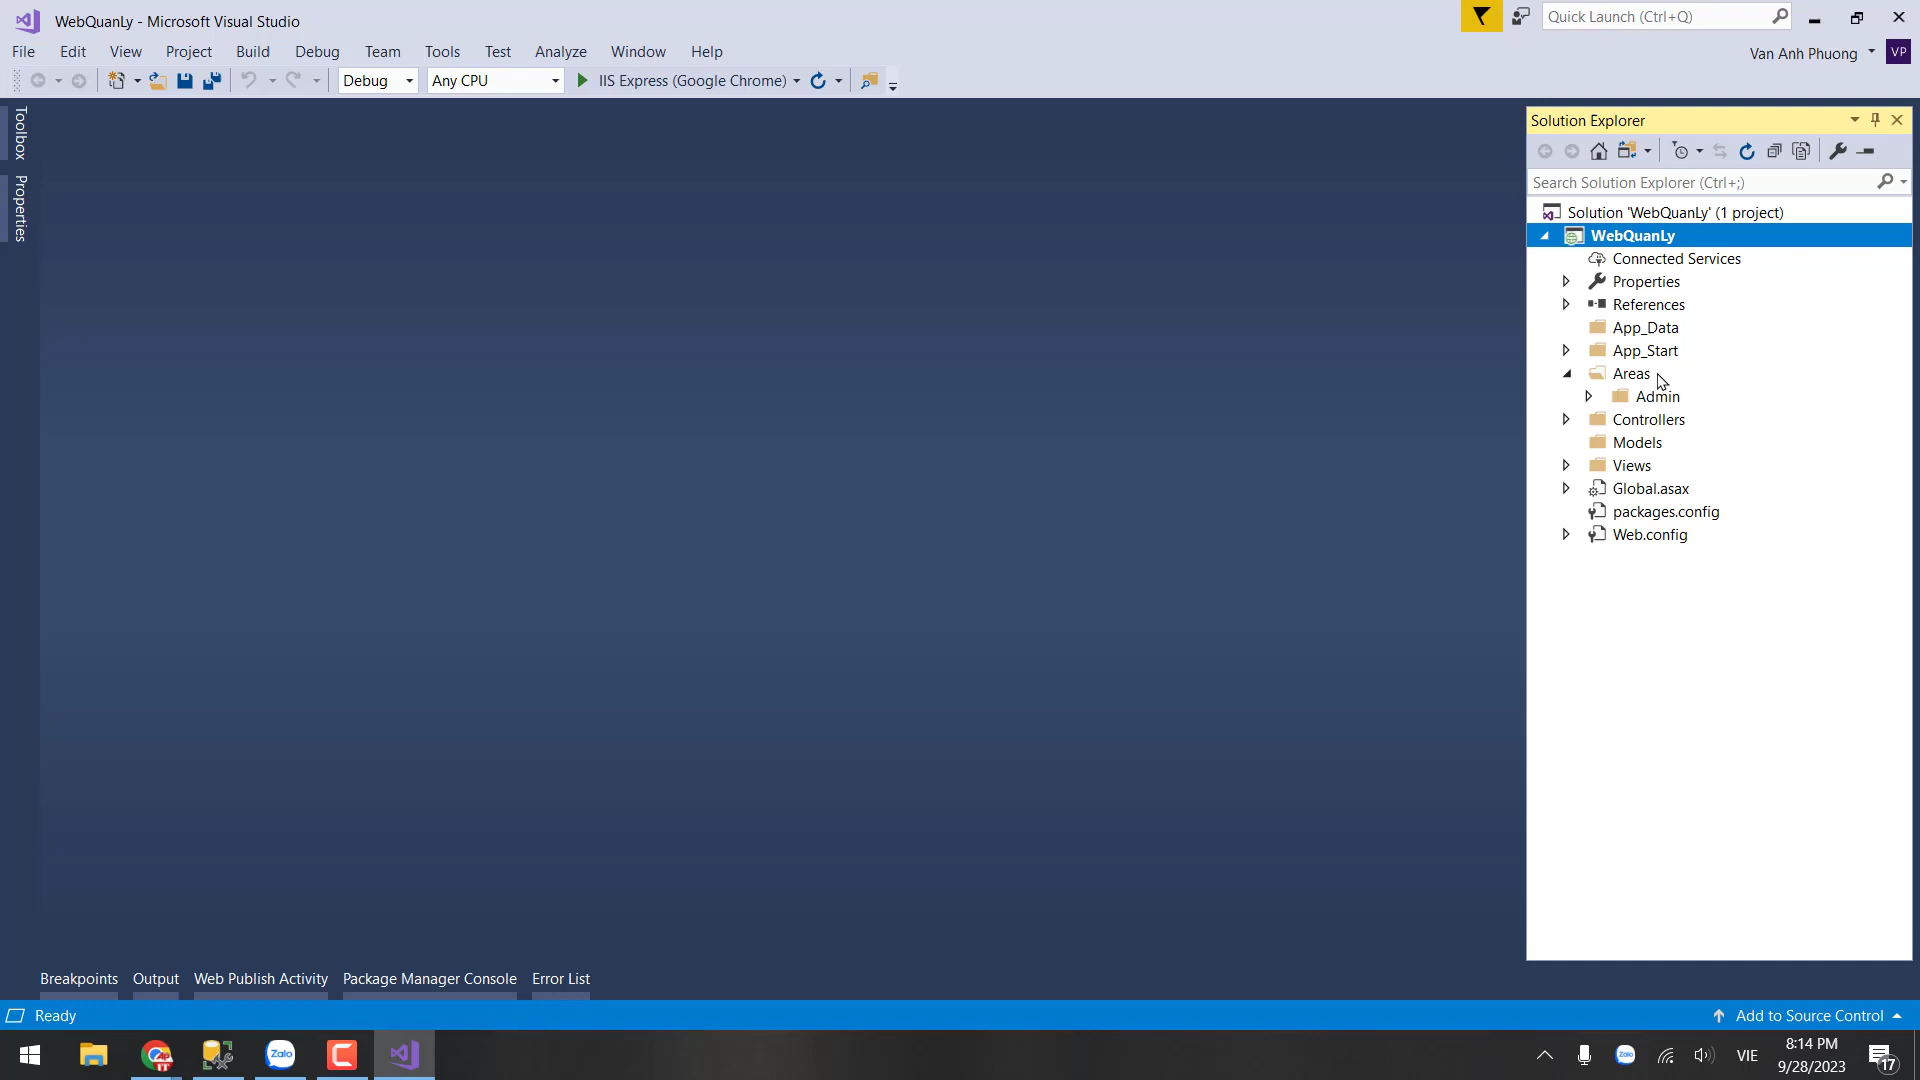 WebQuanLy - Microsoft Visual Studio
Quick Launch (Ctrl+Q)
File Edit View Project Build Debug Team Tools Test Analyze Window Help
Van Anh Phuong VP
Debug Any CPU IIS Express (Google Chrome)
Toolbox
Properties
Solution Explorer
Search Solution Explorer (Ctrl+;)
Solution 'WebQuanLy' (1 project)
WebQuanLy
Connected Services
Properties
References
App_Data
App_Start
Areas
Admin
Controllers
Models
Views
Global.asax
packages.config
Web.config
Breakpoints Output Web Publish Activity Package Manager Console Error List
Ready
Add to Source Control
Zalo
VIE
8:14 PM
9/28/2023
17